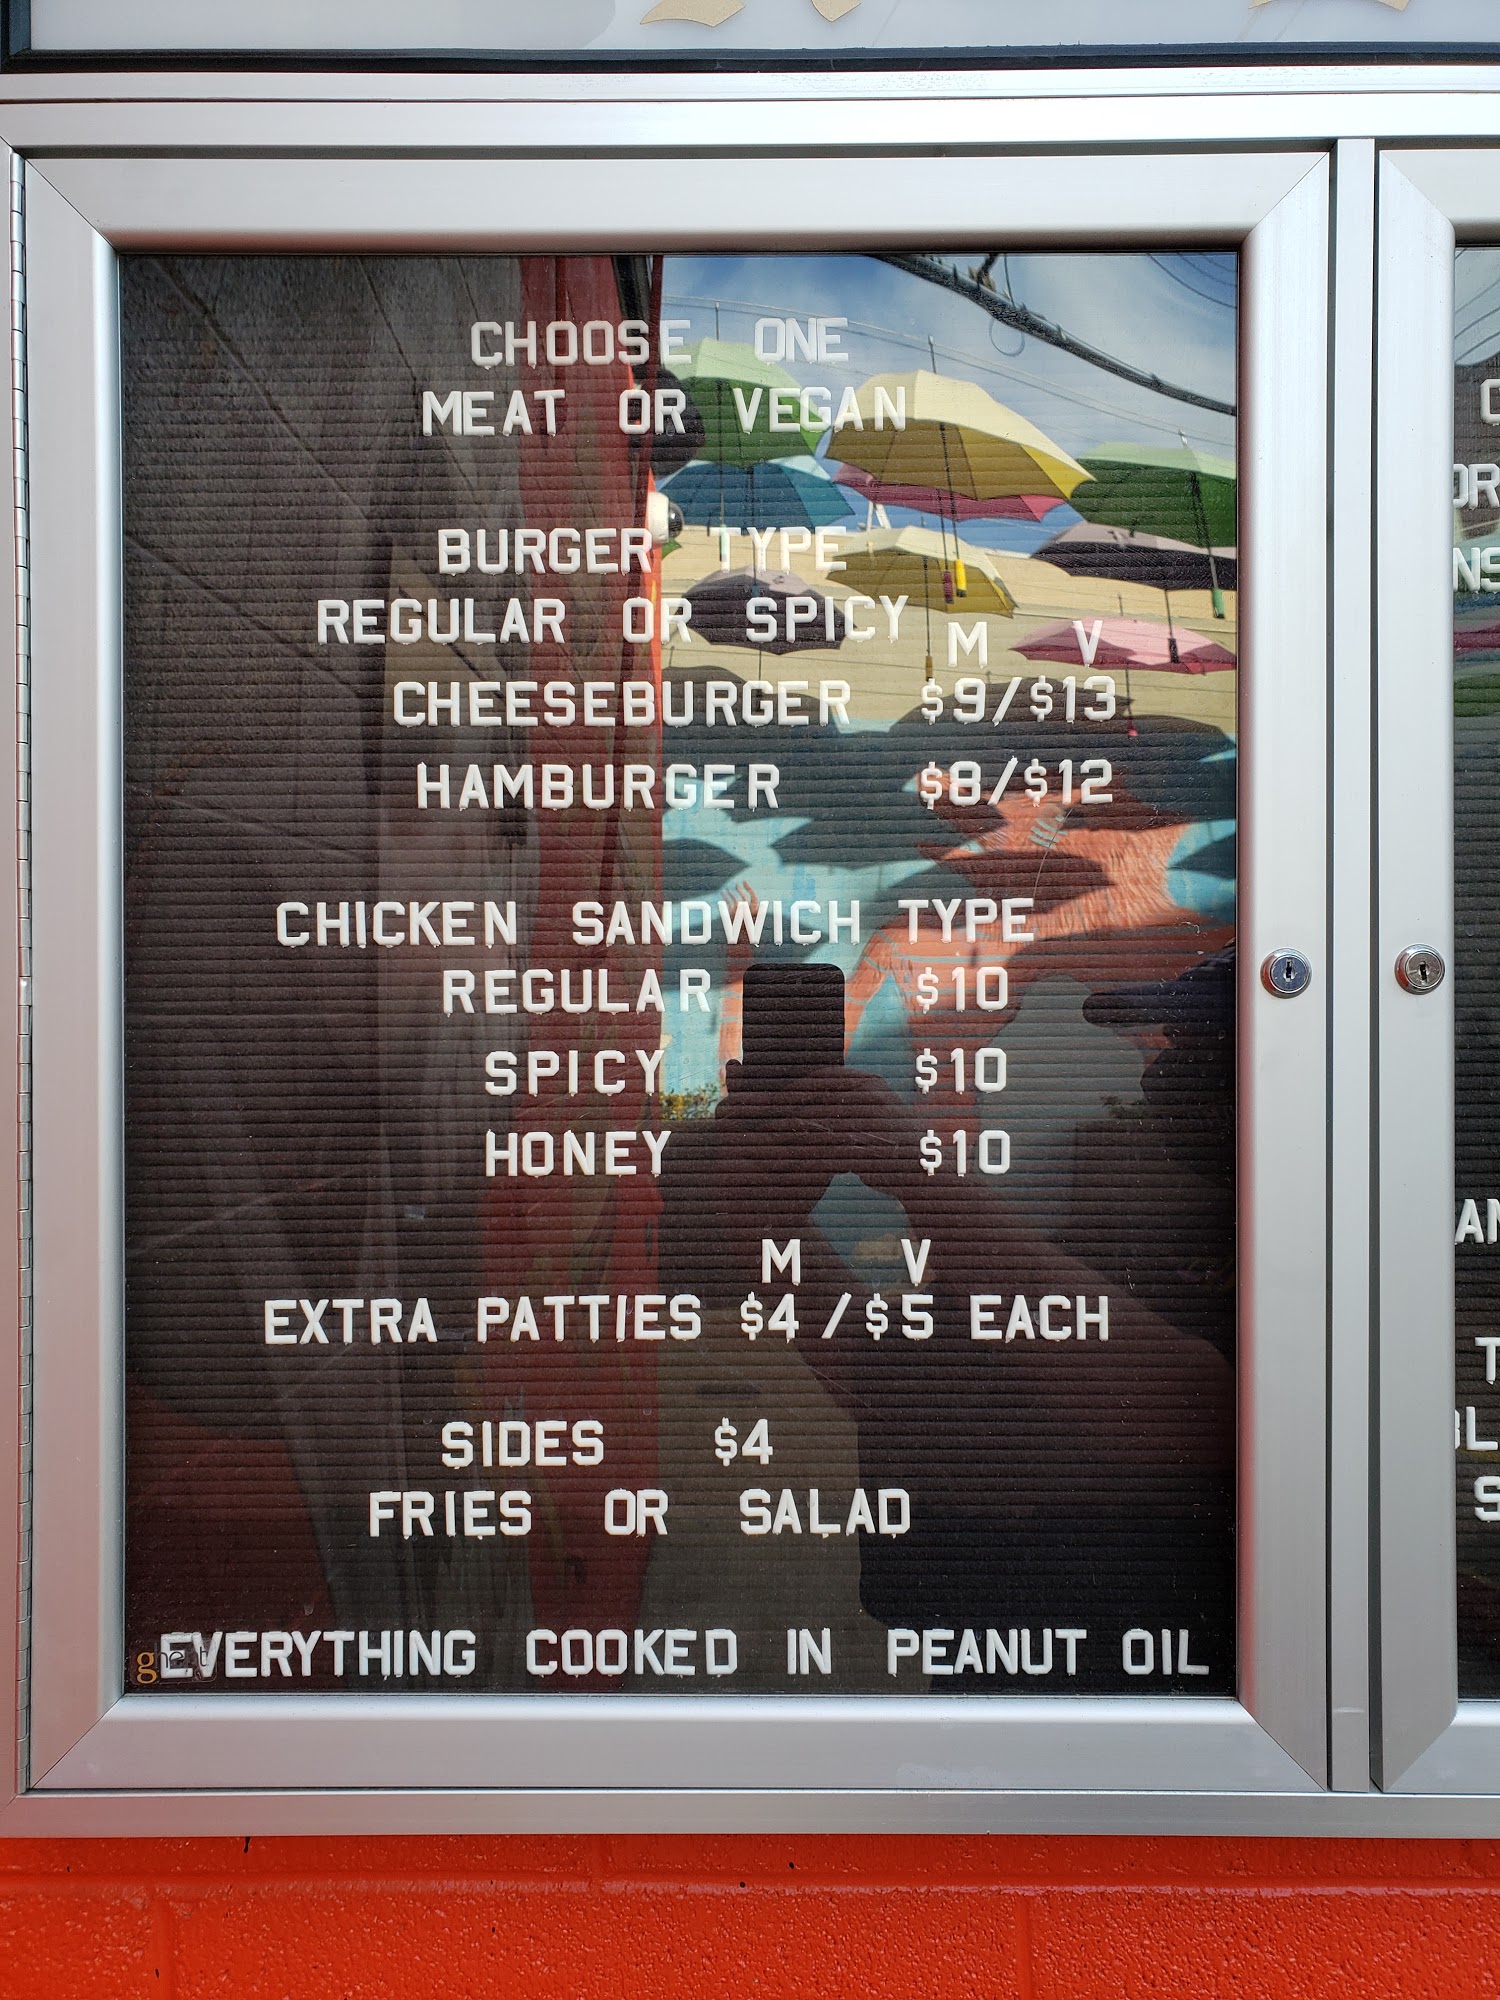 CHOOSE ONE
MEAT OR VEGAN
BURGER TYPE
REGULAR OR SPICY
M V
CHEESEBURGER $9/$13
HAMBURGER $8/$12
CHICKEN SANDWICH TYPE
REGULAR $10
SPICY $10
HONEY $10
M V
EXTRA PATTIES $4/$5 EACH
SIDES $4
FRIES OR SALAD
EVERYTHING COOKED IN PEANUT OIL